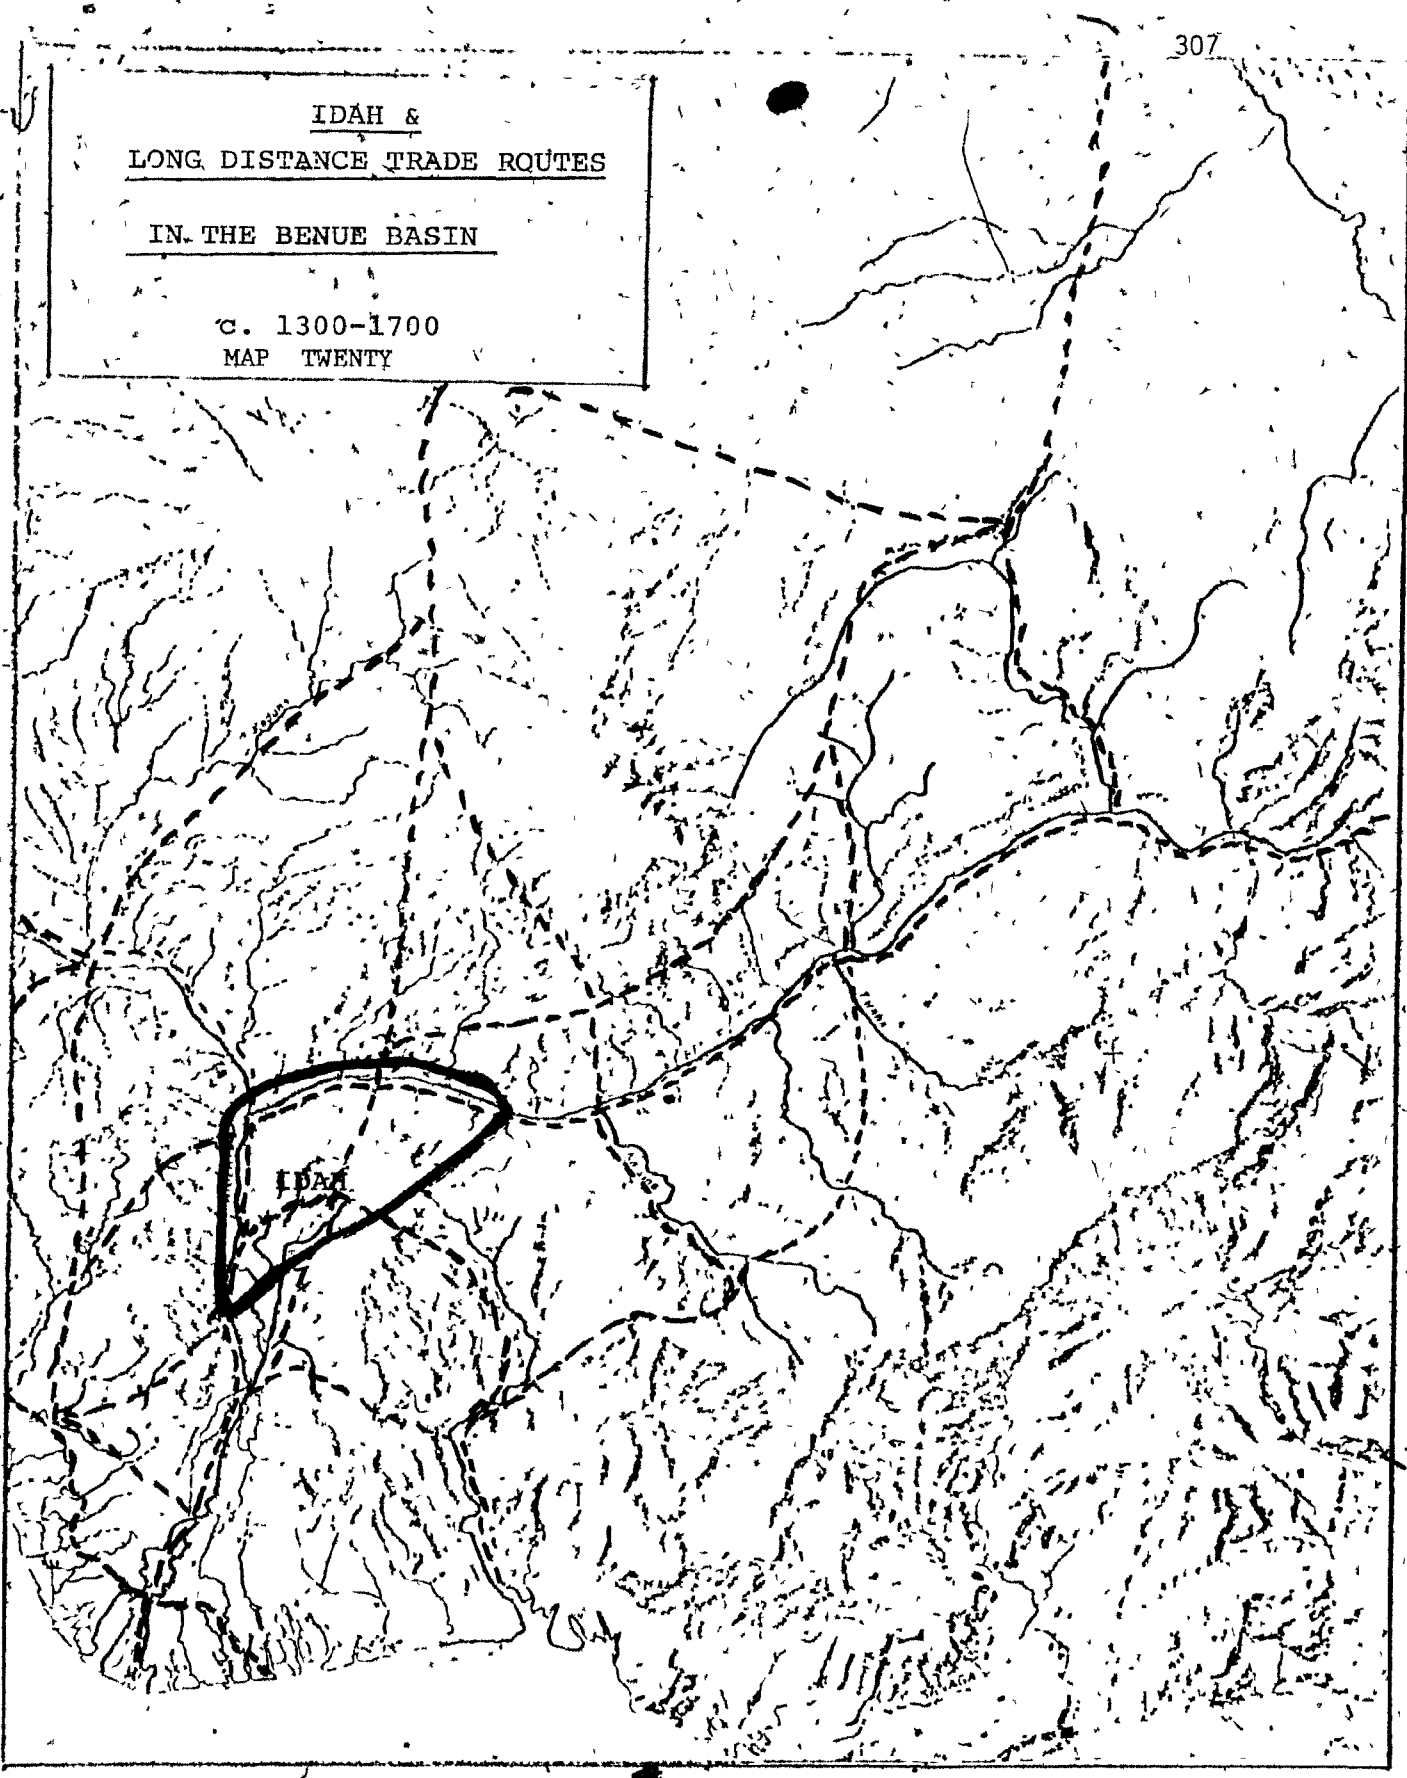 307
IDAH &
LONG DISTANCE TRADE ROUTES
IN THE BENUE BASIN
c. 1300-1700
MAP TWENTY
IDAH